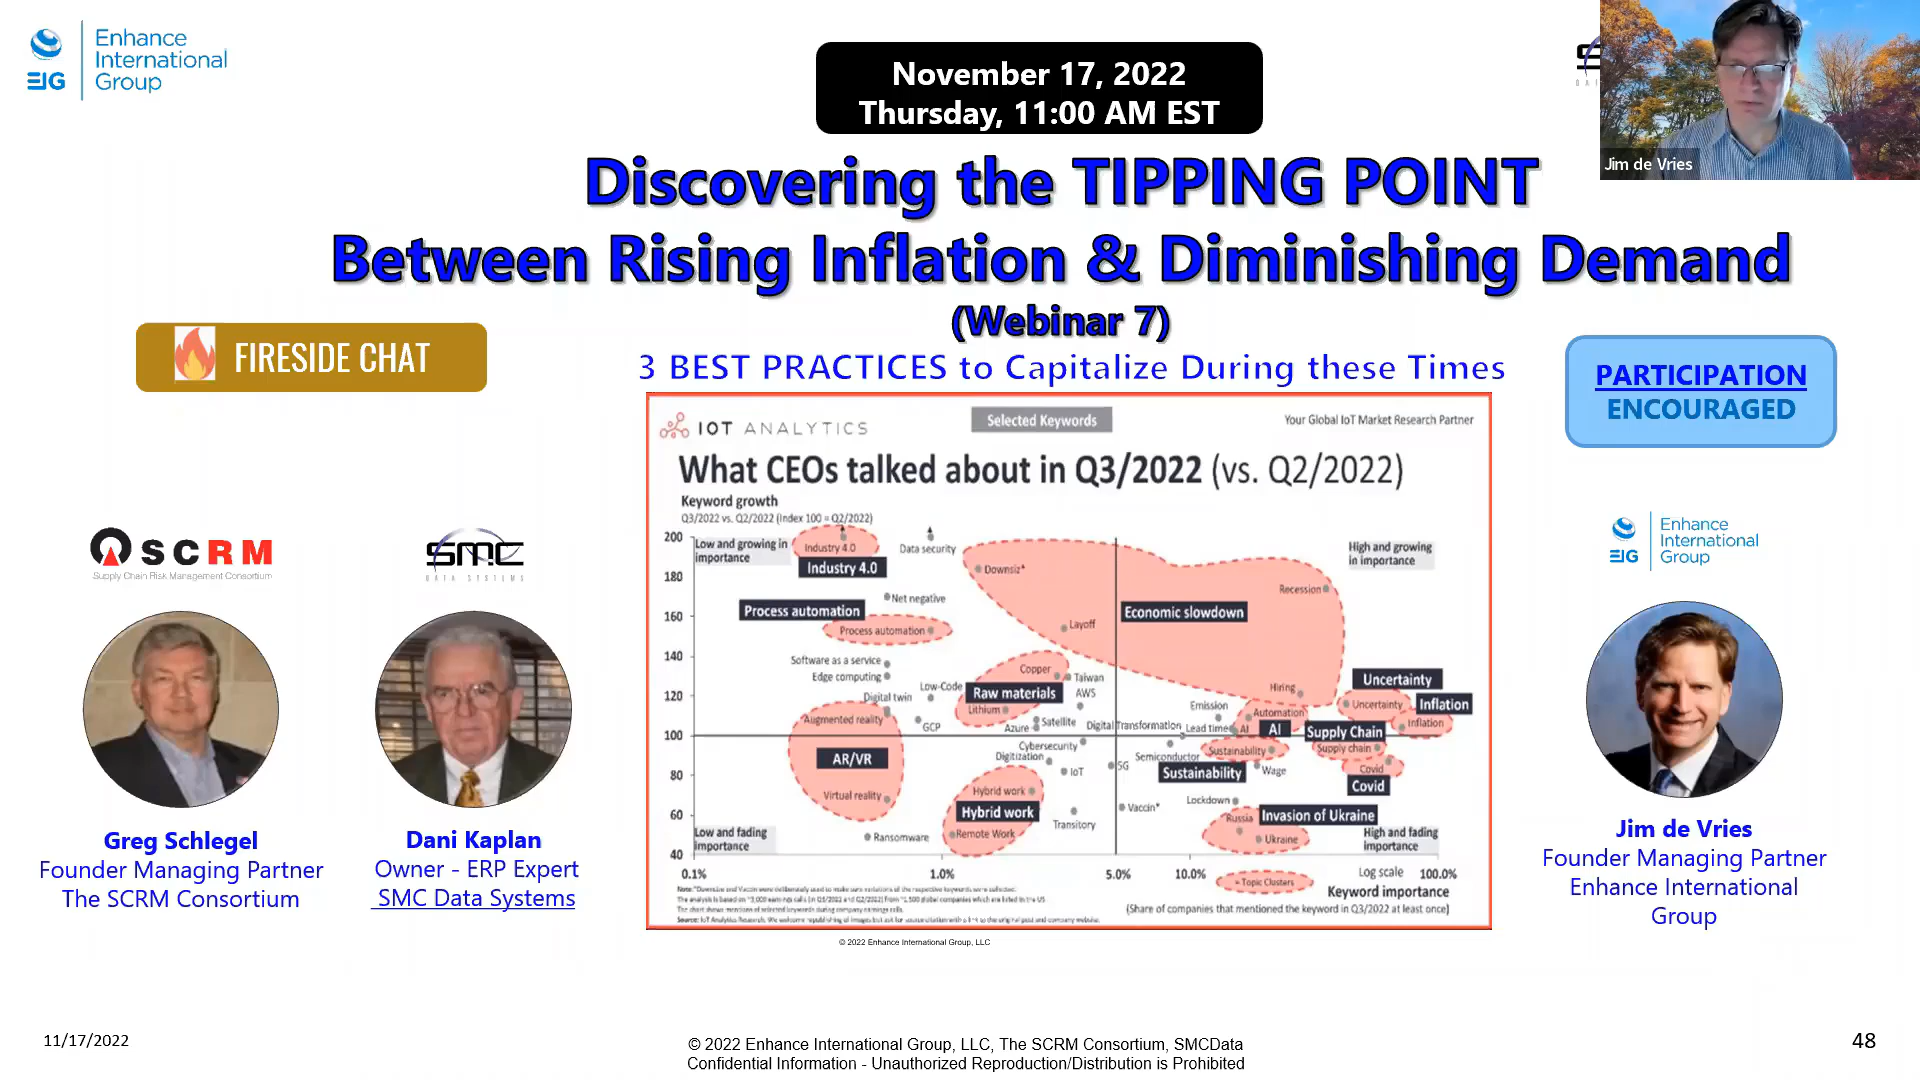 EIG
Enhance
International
Group
November 17, 2022
Thursday, 11:00 AM EST
Jim de Vries
Discovering the TIPPING POINT
Between Rising Inflation & Diminishing Demand
(Webinar 7)
3 BEST PRACTICES to Capitalize During these Times
FIRESIDE CHAT
PARTICIPATION
ENCOURAGED
IOT ANALYTICS
Selected Keywords
Your Global IoT Market Research Partner
What CEOs talked about in Q3/2022 (vs. Q2/2022)
Keyword growth
Q3/2022 vs. Q2/2022 (Index 100 = Q2/2022)
200
180
160
140
120
100
80
60
40
Low and growing in
importance
Industry 4.0
Industry 4.0
Data security
High and growing
in importance
Downsiz*
Recession
Net negative
Process automation
Economic slowdown
Process automation
Layoff
Software as a service
Edge computing
Copper
Taiwan
Digital twin
Low-Code
Raw materials
AWS
Hiring
Uncertainty
Lithium
Emission
Uncertainty
Inflation
Augmented reality
GCP
Azure
Satellite
Digital Transformation
Lead time
Automation
AI
AI
Supply Chain
Inflation
Cybersecurity
Digitization
Semiconductor
Sustainability
Supply chain
AR/VR
IoT
5G
Sustainability
Wage
Covid
Covid
Virtual reality
Hybrid work
Hybrid work
Lockdown
Vaccin*
Russia
Invasion of Ukraine
Transitory
Low and fading
importance
Ransomware
Remote Work
Ukraine
High and fading
importance
0.1%
1.0%
5.0%
10.0%
Log scale
100.0%
= Topic Clusters
Keyword importance
(Share of companies that mentioned the keyword in Q3/2022 at least once)
© 2022 Enhance International Group, LLC
SCRM
Supply Chain Risk Management Consortium
Greg Schlegel
Founder Managing Partner
The SCRM Consortium
SMC
DATA SYSTEMS
Dani Kaplan
Owner - ERP Expert
SMC Data Systems
EIG
Enhance
International
Group
Jim de Vries
Founder Managing Partner
Enhance International
Group
11/17/2022
© 2022 Enhance International Group, LLC, The SCRM Consortium, SMCData
Confidential Information - Unauthorized Reproduction/Distribution is Prohibited
48